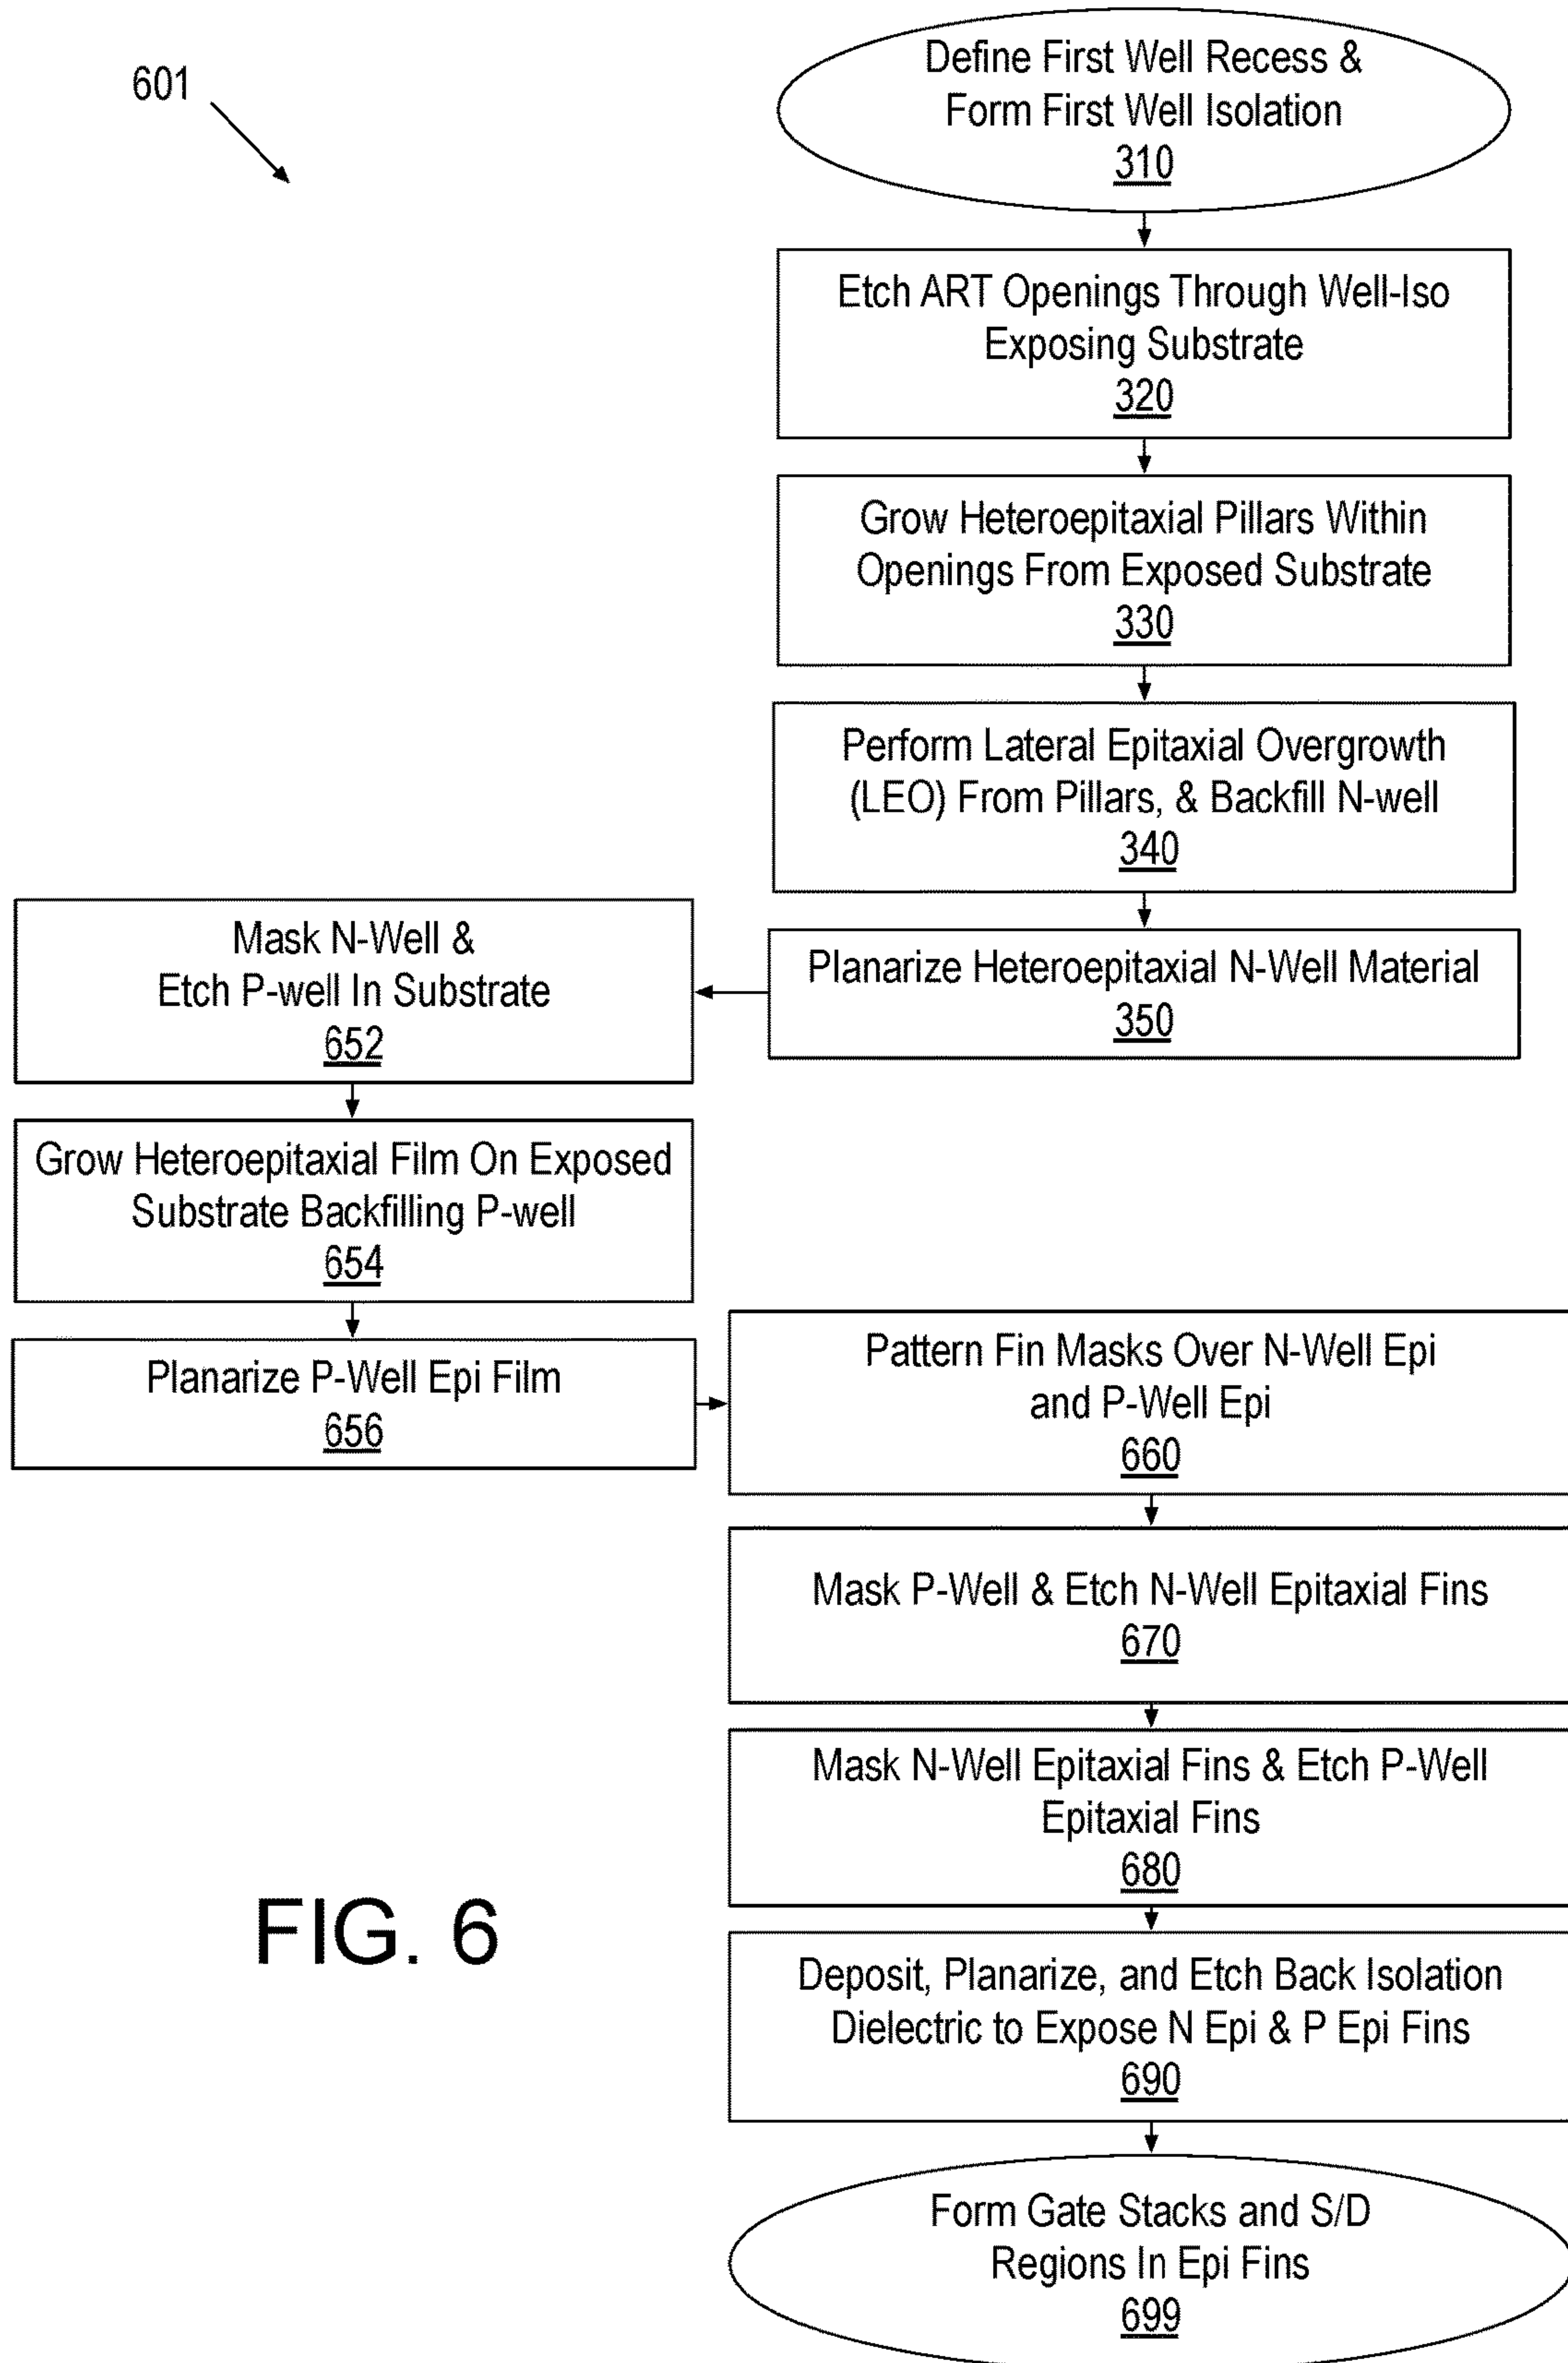 601
Define First Well Recess &
Form First Well Isolation
310
Etch ART Openings Through Well-Iso
Exposing Substrate
320
Grow Heteroepitaxial Pillars Within
Openings From Exposed Substrate
330
Perform Lateral Epitaxial Overgrowth
(LEO) From Pillars, & Backfill N-well
340
Planarize Heteroepitaxial N-Well Material
350
Mask N-Well &
Etch P-well In Substrate
652
Grow Heteroepitaxial Film On Exposed
Substrate Backfilling P-well
654
Planarize P-Well Epi Film
656
Pattern Fin Masks Over N-Well Epi
and P-Well Epi
660
Mask P-Well & Etch N-Well Epitaxial Fins
670
Mask N-Well Epitaxial Fins & Etch P-Well
Epitaxial Fins
680
Deposit, Planarize, and Etch Back Isolation
Dielectric to Expose N Epi & P Epi Fins
690
Form Gate Stacks and S/D
Regions In Epi Fins
699
FIG. 6